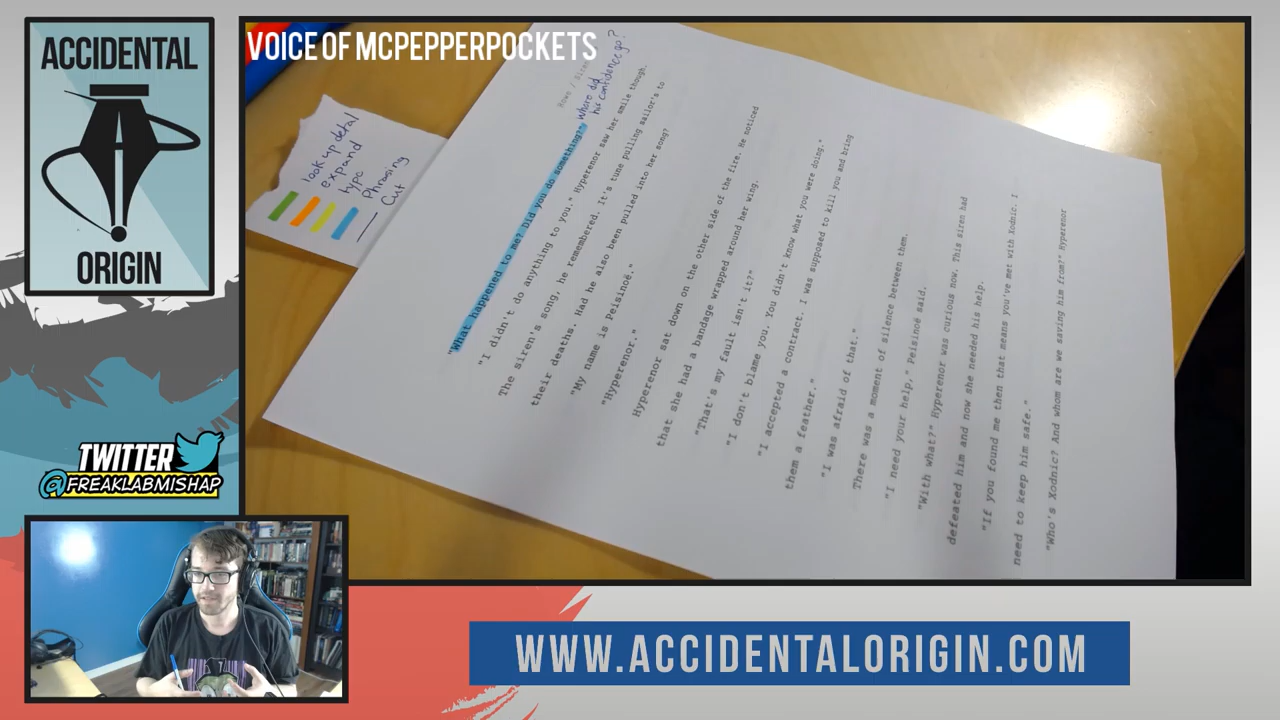 ACCIDENTAL
ORIGIN
VOICE OF MCPEPPERPOCKETS
look up detail
expand
type
Phrasing
Cut
where did
his confidence go?
"What happened to me? Did you do something?"
"I didn't do anything to you." Hyperenor saw her smile though.
The siren's song, he remembered. It's tune pulling sailor's to
their deaths. Had he also been pulled into her song?
"My name is Peisinoë."
"Hyperenor."
Hyperenor sat down on the other side of the fire. He noticed
that she had a bandage wrapped around her wing.
"That's my fault isn't it?"
"I don't blame you. You didn't know what you were doing."
"I accepted a contract. I was supposed to kill you and bring
them a feather."
"I was afraid of that."
There was a moment of silence between them.
"I need your help," Peisinoë said.
"With what?" Hyperenor was curious now. This siren had
defeated him and now she needed his help.
"If you found me then that means you've met with Xodnic. I
need to keep him safe."
"Who's Xodnic? And whom are we saving him from?" Hyperenor
TWITTER
@FREAKLABMISHAP
WWW.ACCIDENTALORIGIN.COM